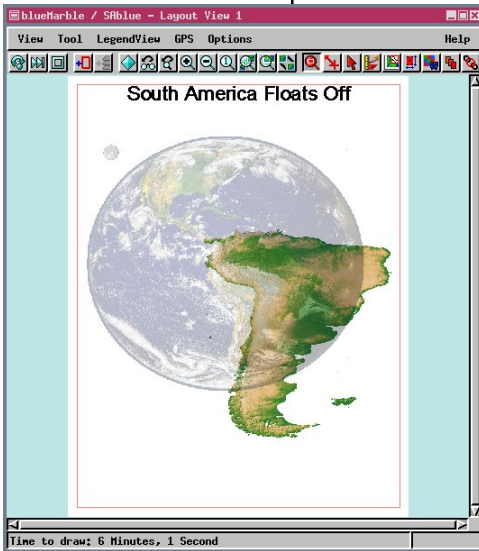 blueMarble / SAblue - Layout View 1
View Tool LegendView GPS Options Help
South America Floats Off
Time to draw: 6 Minutes, 1 Second